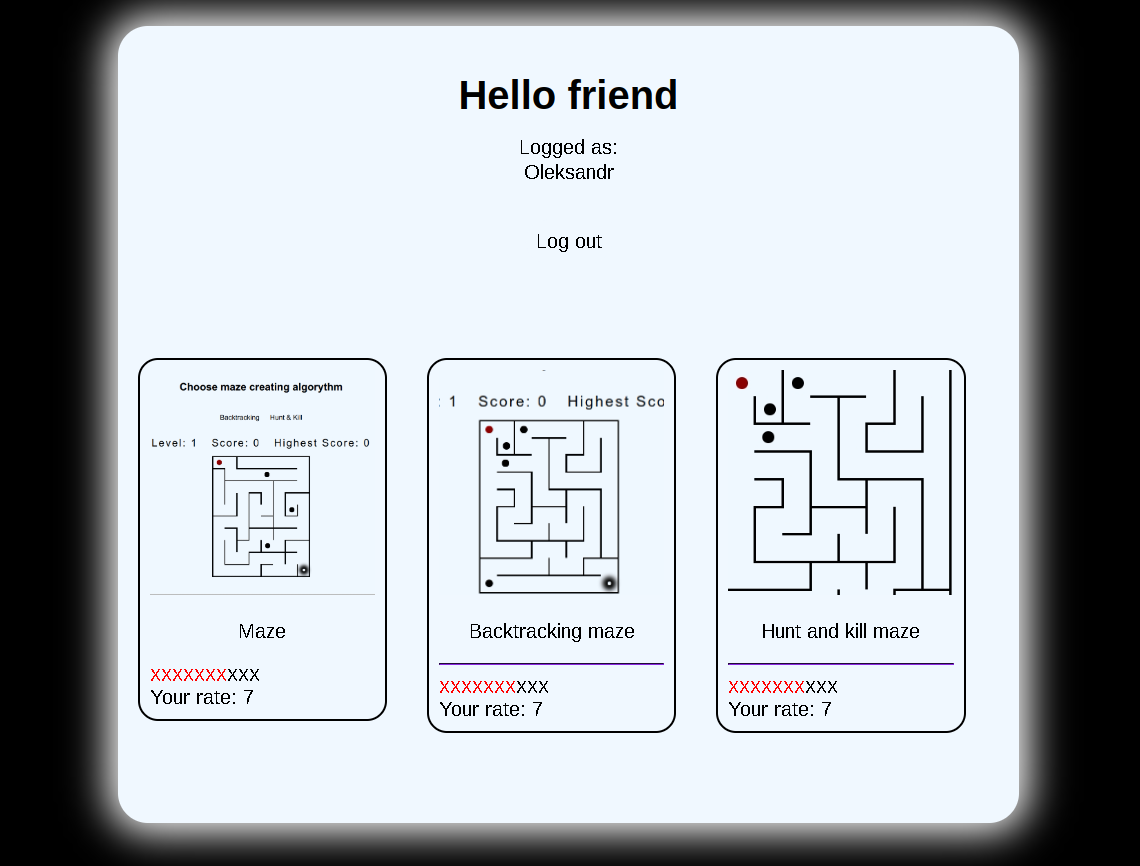 Hello friend
Logged as:
Oleksandr
Log out
Choose maze creating algorythm
Backtracking Hunt & Kill
Level: 1 Score: 0 Highest Score: 0
Maze
XXXXXXXXXX
Your rate: 7
: 1 Score: 0 Highest Sco
Backtracking maze
XXXXXXXXXX
Your rate: 7
Hunt and kill maze
XXXXXXXXXX
Your rate: 7